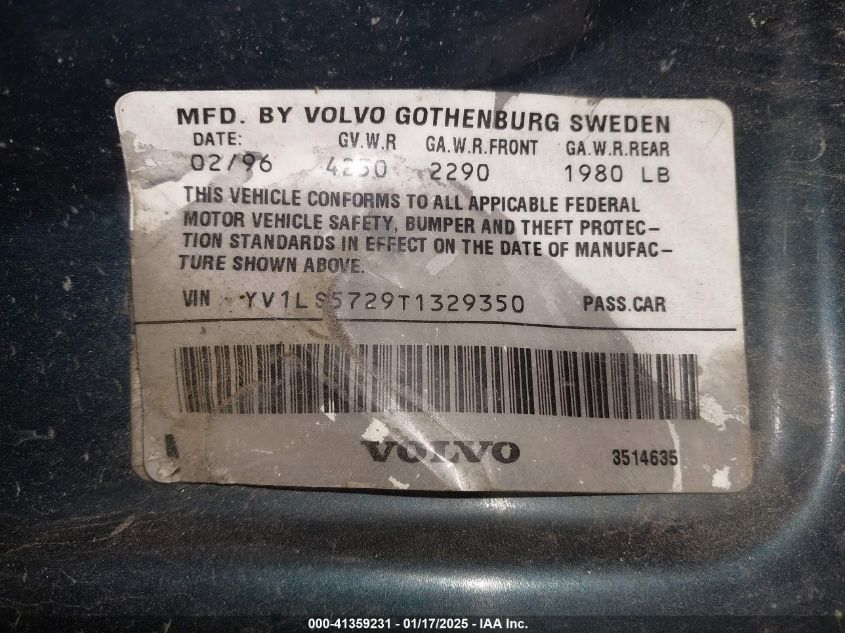 MFD. BY VOLVO GOTHENBURG SWEDEN
DATE: GV.W.R GA.W.R.FRONT GA.W.R.REAR
02/96 4250 2290 1980 LB
THIS VEHICLE CONFORMS TO ALL APPICABLE FEDERAL
MOTOR VEHICLE SAFETY, BUMPER AND THEFT PROTEC-
TION STANDARDS IN EFFECT ON THE DATE OF MANUFAC-
TURE SHOWN ABOVE.
VIN YV1LS5729T1329350 PASS.CAR
VOLVO 3514635
000-41359231 - 01/17/2025 - IAA Inc.